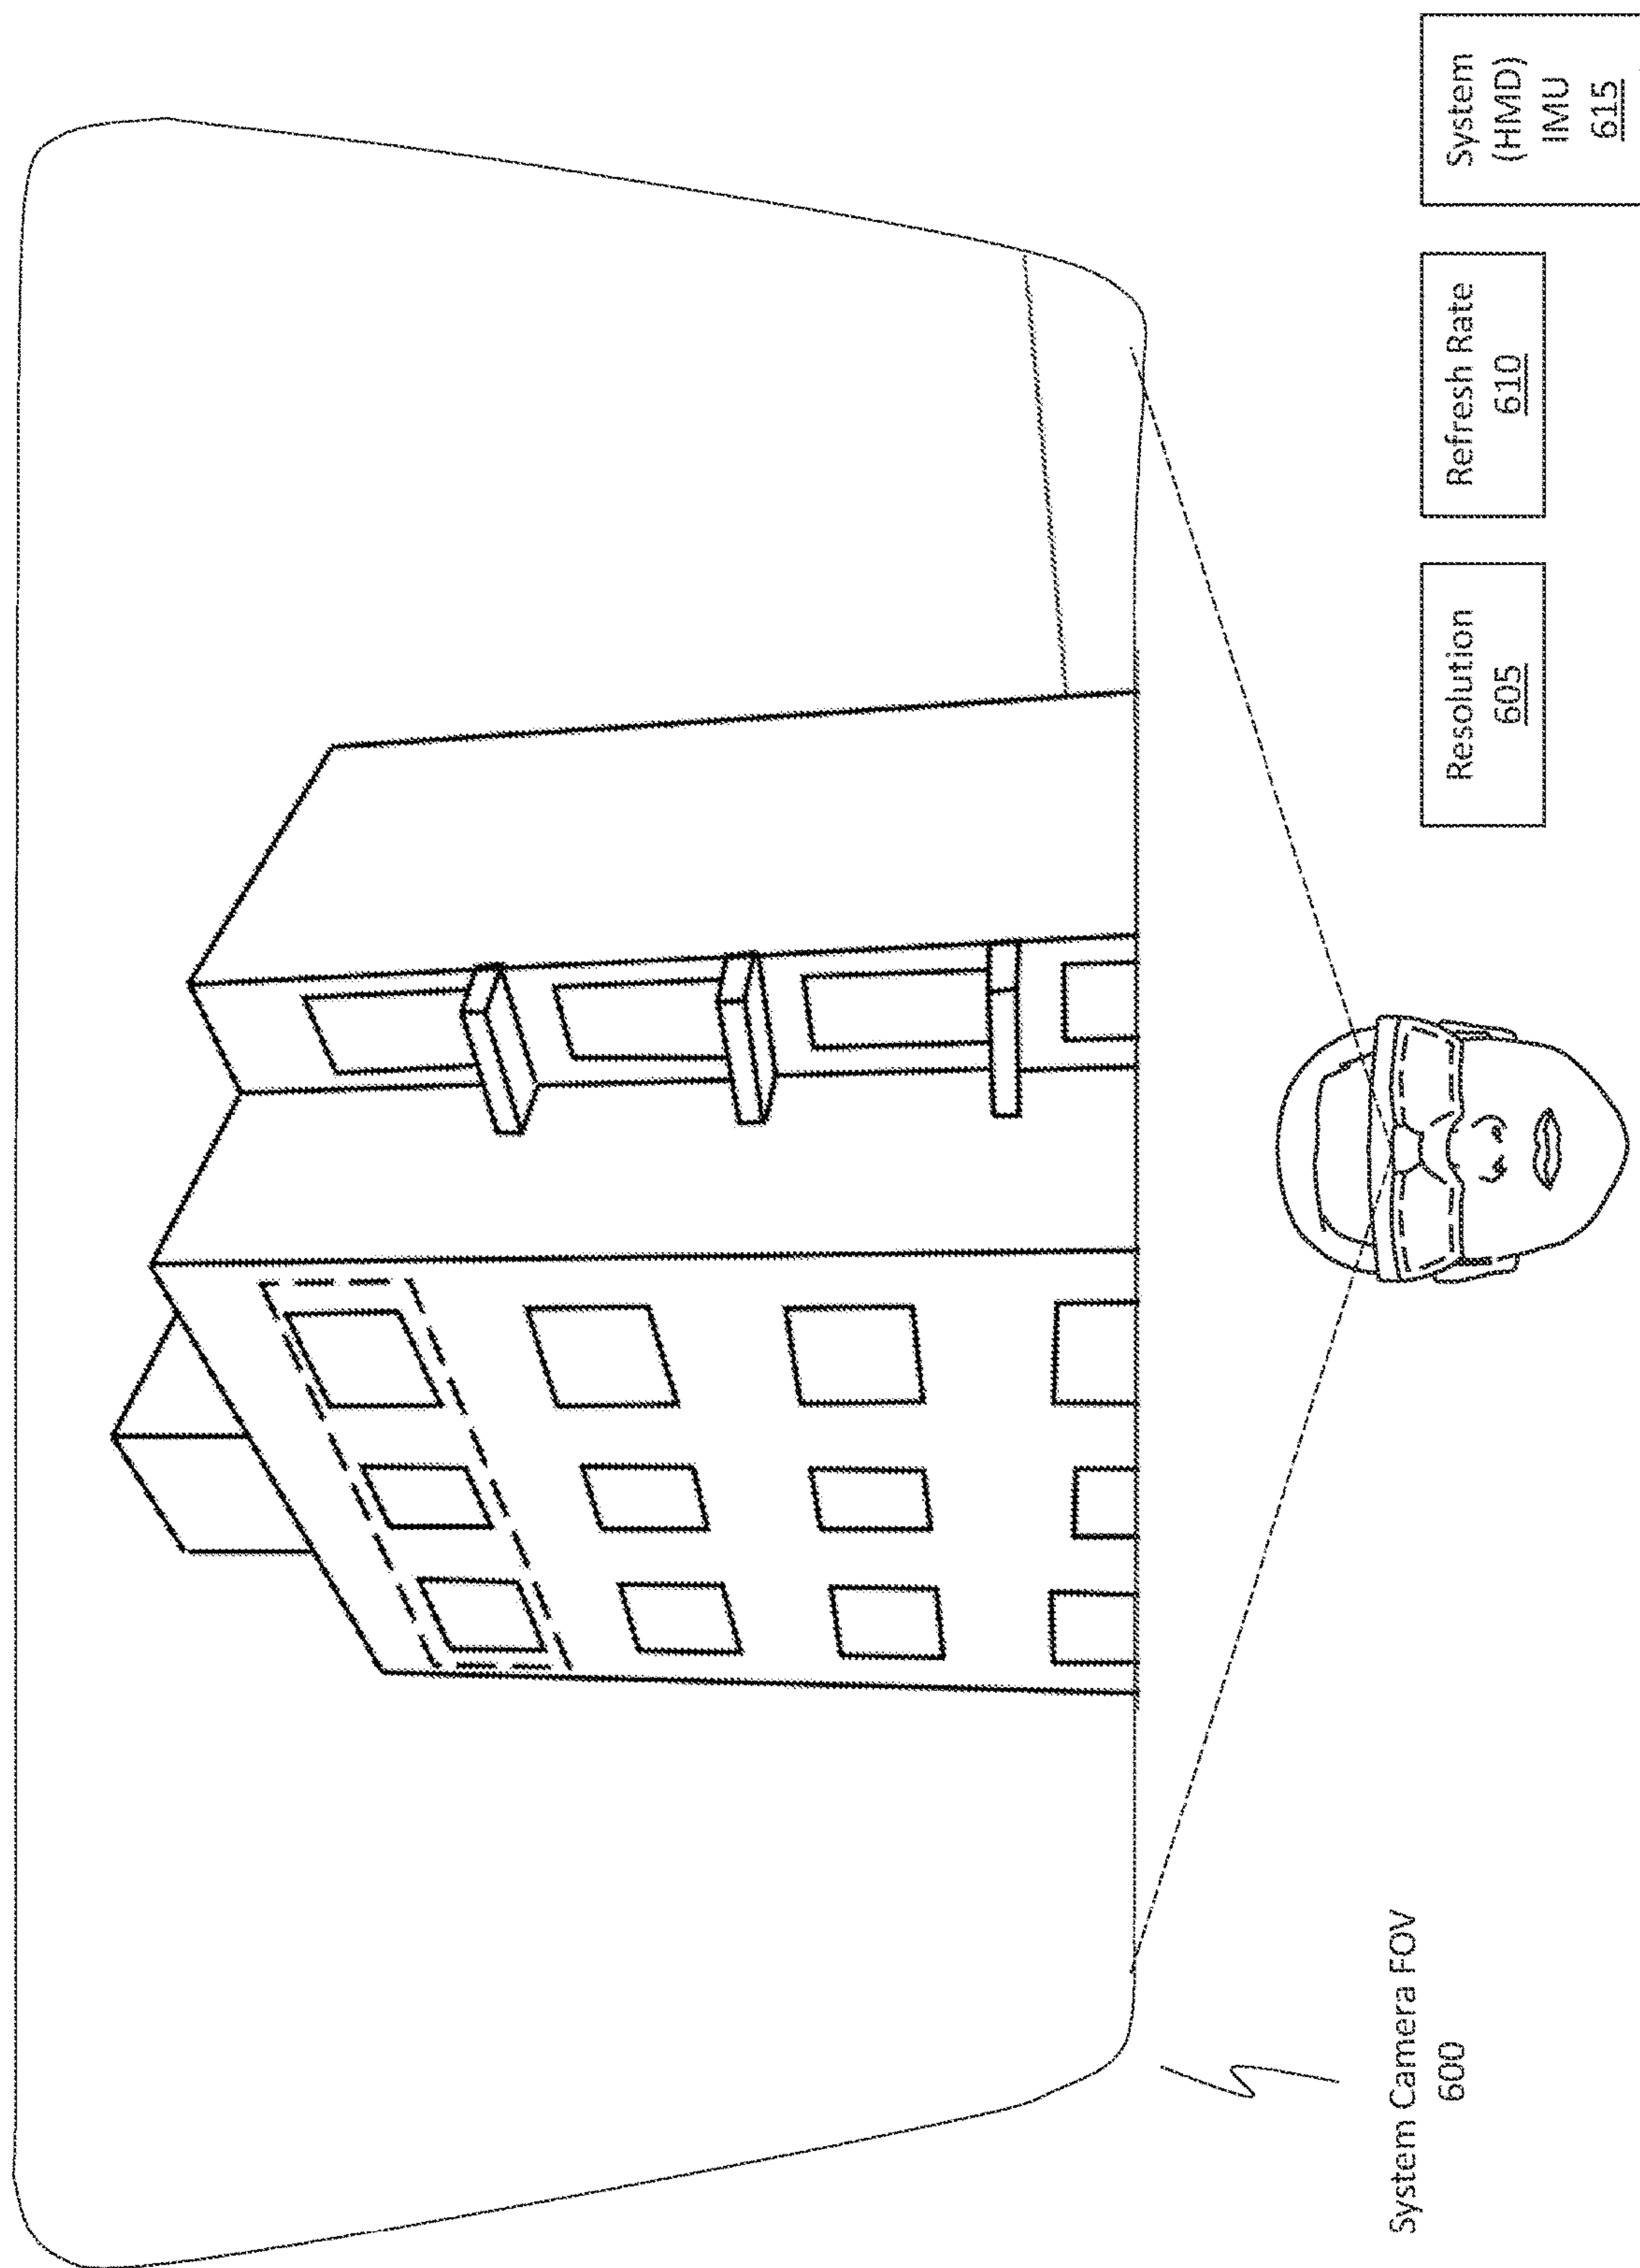 System Camera FOV
600
Resolution
605
Refresh Rate
610
System
(HMD)
IMU
615